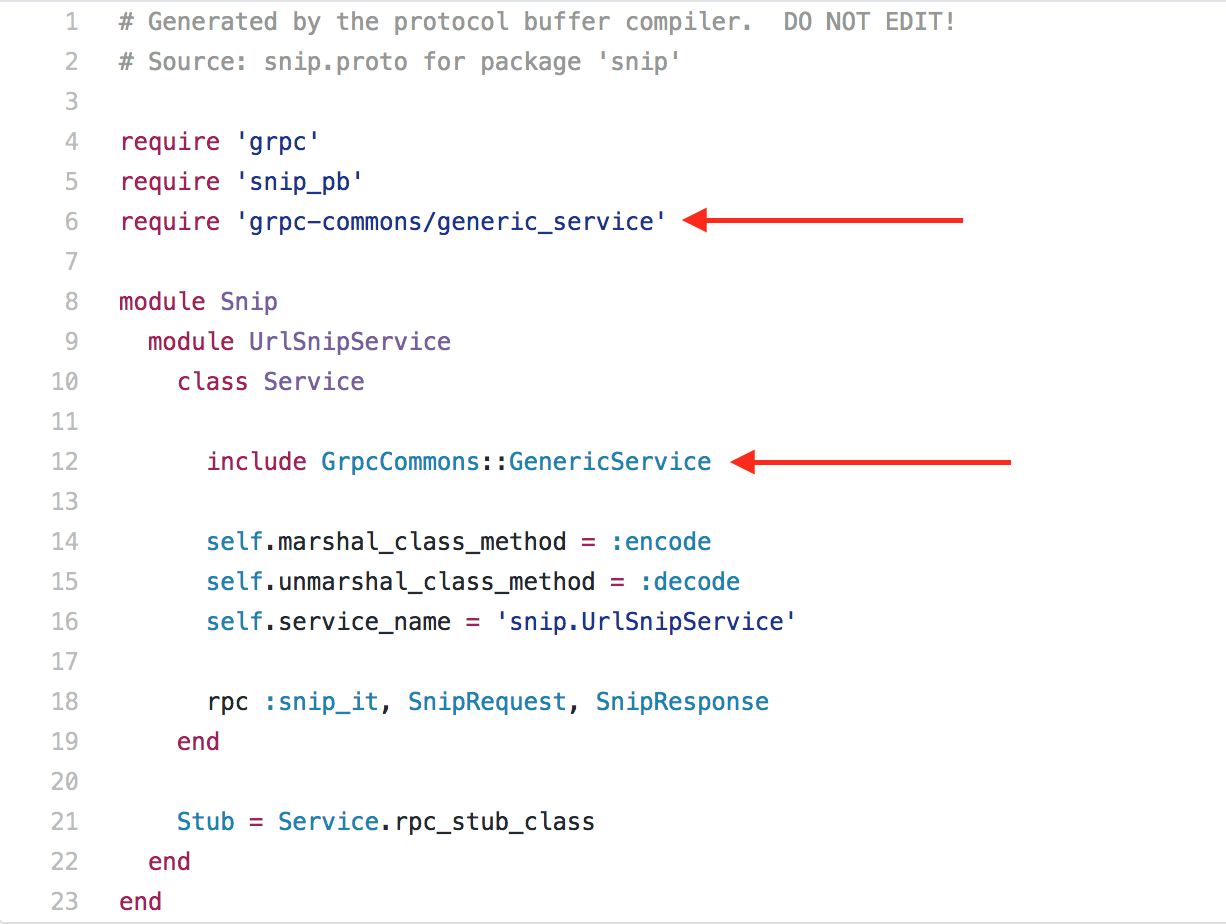 1 # Generated by the protocol buffer compiler.  DO NOT EDIT!
2 # Source: snip.proto for package 'snip'
3
4 require 'grpc'
5 require 'snip_pb'
6 require 'grpc-commons/generic_service'
7
8 module Snip
9   module UrlSnipService
10     class Service
11
12       include GrpcCommons::GenericService
13
14       self.marshal_class_method = :encode
15       self.unmarshal_class_method = :decode
16       self.service_name = 'snip.UrlSnipService'
17
18       rpc :snip_it, SnipRequest, SnipResponse
19     end
20
21     Stub = Service.rpc_stub_class
22   end
23 end